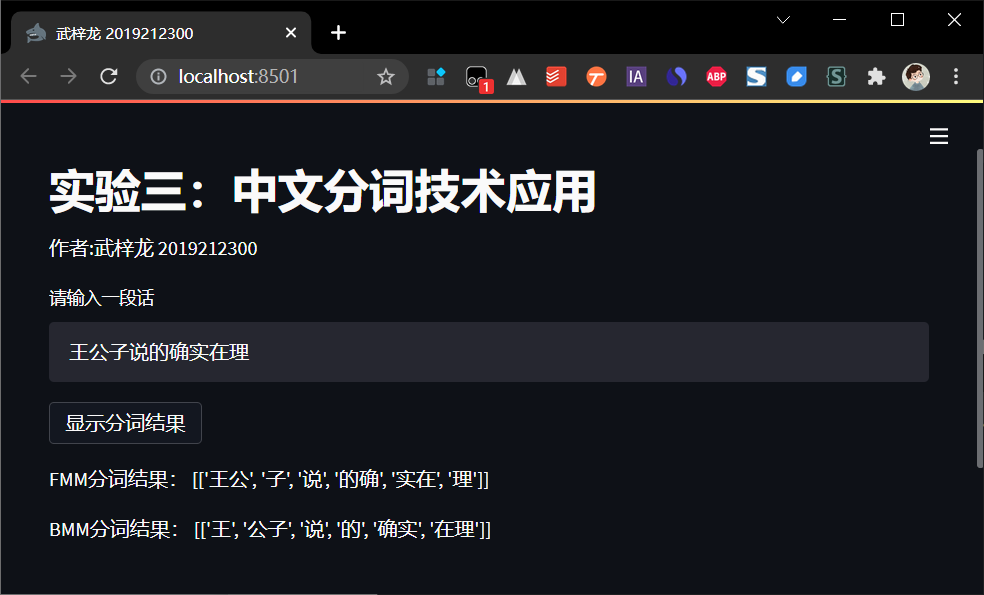 武梓龙 2019212300
localhost:8501
1
IA
ABP
S
S
实验三：中文分词技术应用
作者:武梓龙 2019212300
请输入一段话
王公子说的确实在理
显示分词结果
FMM分词结果： [['王公', '子', '说', '的确', '实在', '理']]
BMM分词结果： [['王', '公子', '说', '的', '确实', '在理']]